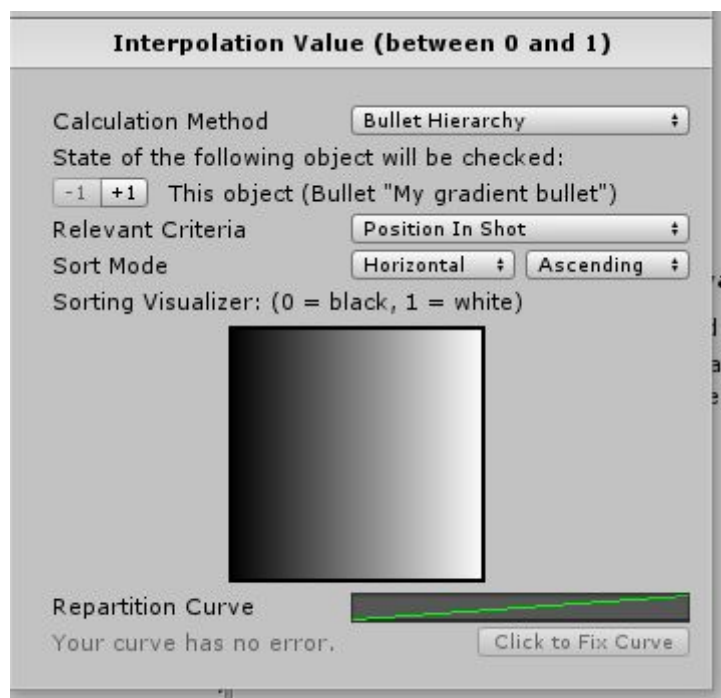 Interpolation Value (between 0 and 1)
Calculation Method Bullet Hierarchy
State of the following object will be checked:
-1 +1 This object (Bullet "My gradient bullet")
Relevant Criteria Position In Shot
Sort Mode Horizontal Ascending
Sorting Visualizer: (0 = black, 1 = white)
Repartition Curve
Your curve has no error. Click to Fix Curve